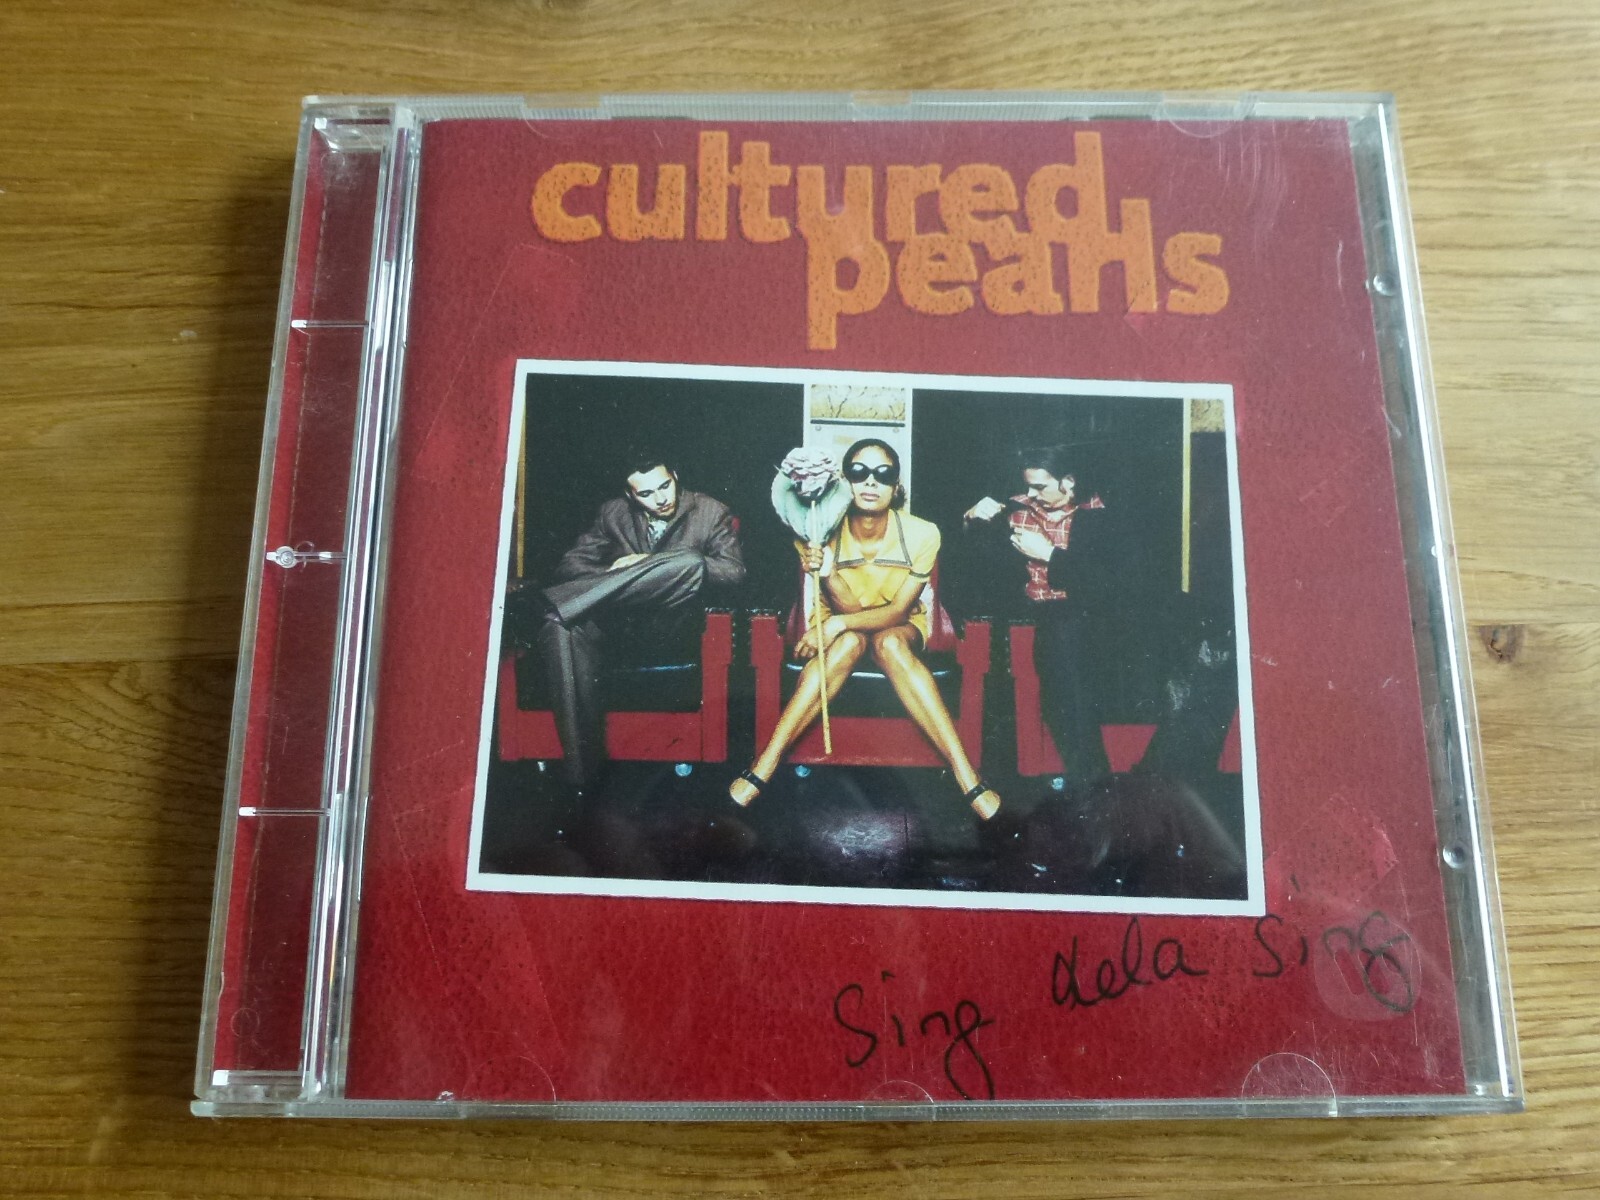 cultured
pearls
Sing dela Sing